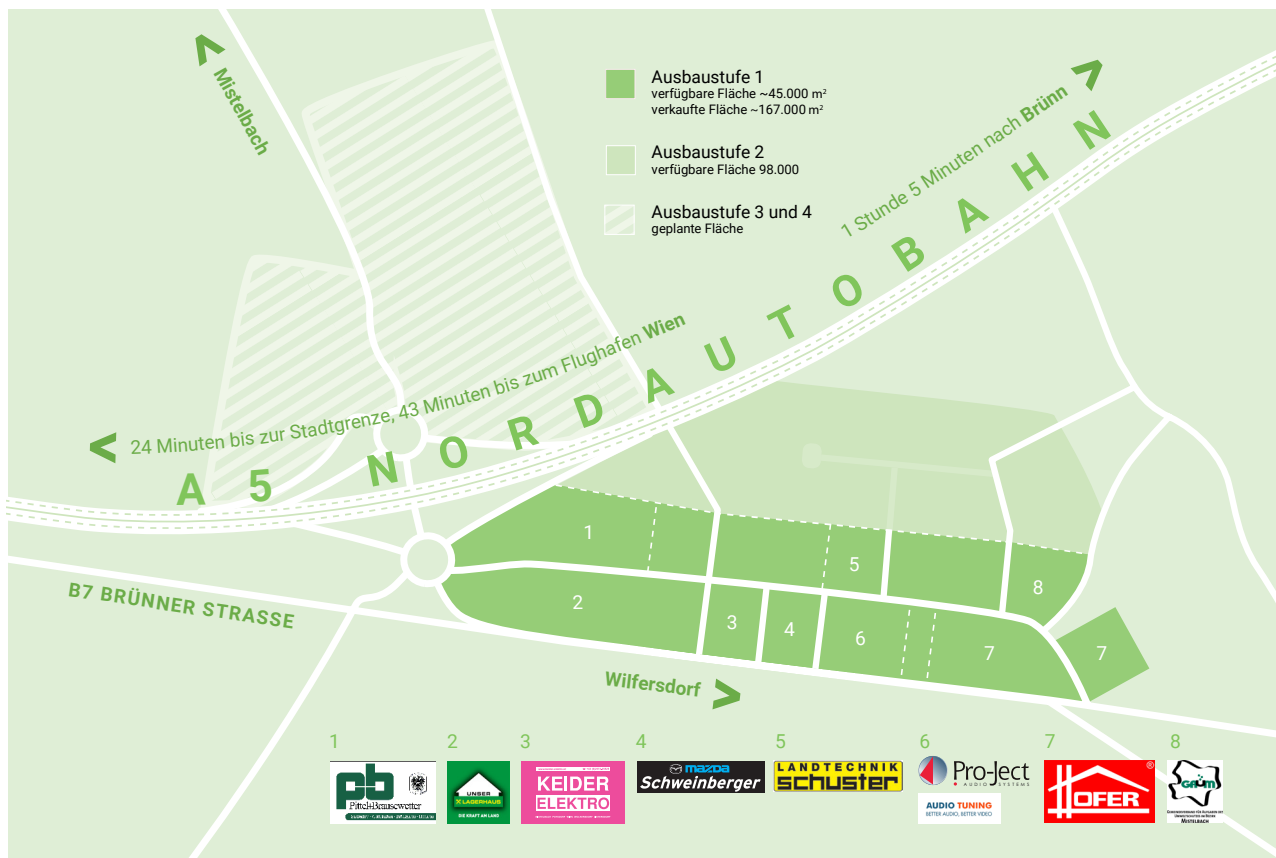 Mistelbach
Ausbaustufe 1
verfügbare Fläche ~45.000 m²
verkaufte Fläche ~167.000 m²
Ausbaustufe 2
verfügbare Fläche 98.000
Ausbaustufe 3 und 4
geplante Fläche
1 Stunde 5 Minuten nach Brünn
24 Minuten bis zur Stadtgrenze, 43 Minuten bis zum Flughafen Wien
A5 NORDAUTOBAHN
B7 BRÜNNER STRASSE
1
5
8
2
3
4
6
7
7
Wilfersdorf
1
2
3
4
5
6
7
8
pb
Pittel+Brausewetter
UNSER
X LAGERHAUS
DIE KRAFT AM LAND
KEIDER
ELEKTRO
mazda
Schweinberger
LANDTECHNIK
schuster
Pro-Ject
AUDIO SYSTEMS
AUDIO TUNING
BETTER AUDIO, BETTER VIDEO
HOFER
®
GAUM
MISTELBACH